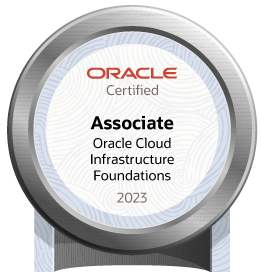 ORACLE
Certified
Associate
Oracle Cloud
Infrastructure
Foundations
2023